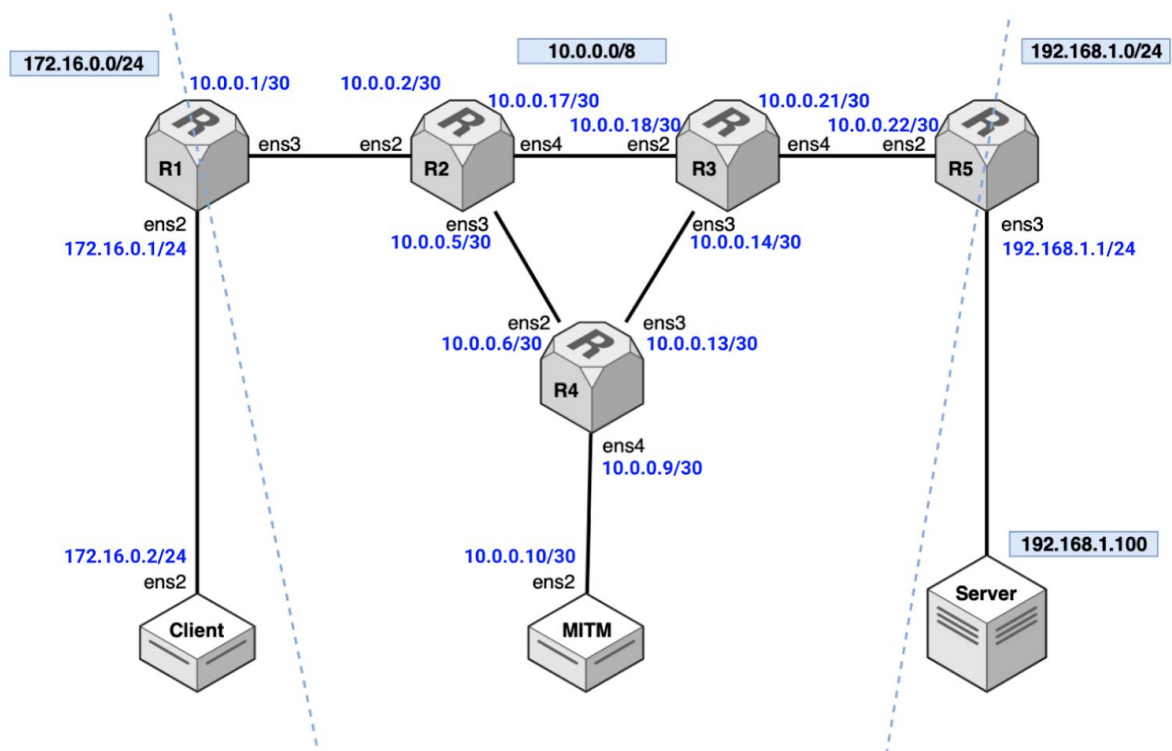 10.0.0.0/8
172.16.0.0/24
192.168.1.0/24
10.0.0.1/30
10.0.0.2/30
10.0.0.17/30
10.0.0.18/30
10.0.0.21/30
10.0.0.22/30
R
R
R
R
ens3
ens2
ens4
ens2
ens4
ens2
R1
R2
R3
R5
ens2
172.16.0.1/24
ens3
10.0.0.5/30
ens3
10.0.0.14/30
ens3
192.168.1.1/24
ens2
10.0.0.6/30
ens3
10.0.0.13/30
R
R4
ens4
10.0.0.9/30
172.16.0.2/24
ens2
10.0.0.10/30
ens2
192.168.1.100
Client
MITM
Server